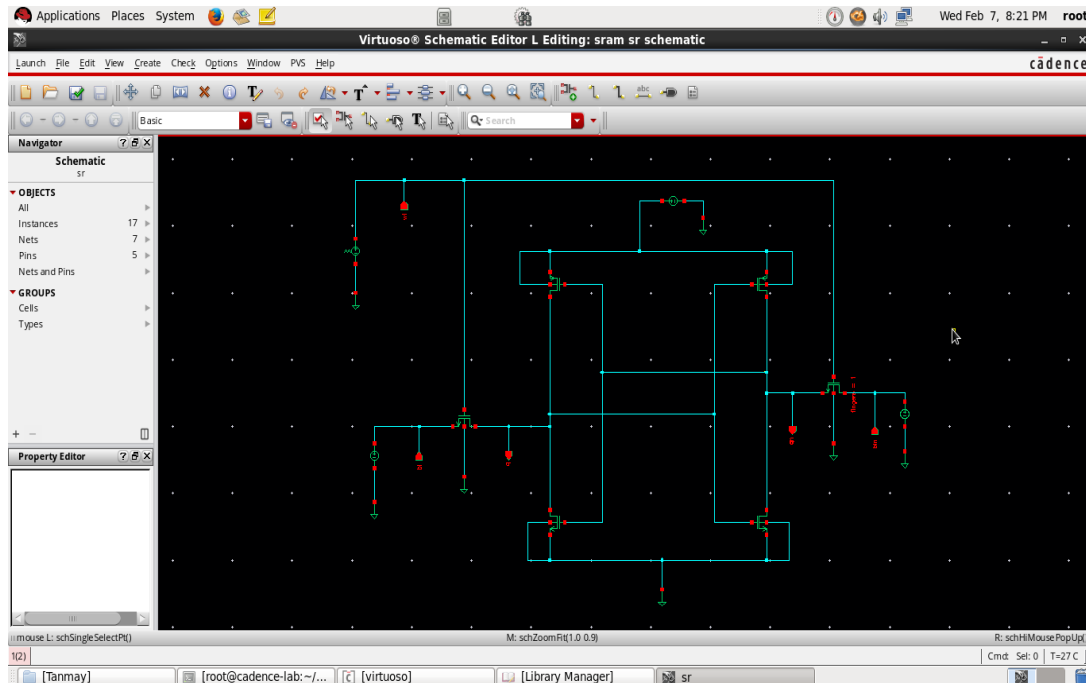 Applications Places System Wed Feb 7, 8:21 PM root
Virtuoso® Schematic Editor L Editing: sram sr schematic
Launch File Edit View Create Check Options Window PVS Help cādence
abc
Basic Search
Navigator
Schematic
sr
OBJECTS
All
Instances 17
Nets 7
Pins 5
Nets and Pins
GROUPS
Cells
Types
Property Editor
mouse L: schSingleSelectPt() M: schZoomFit(1.0 0.9) R: schHiMousePopUp(
1(2) Cmd: Sel: 0 T=27 C
[Tanmay] [root@cadence-lab:~/... [virtuoso] [Library Manager] sr